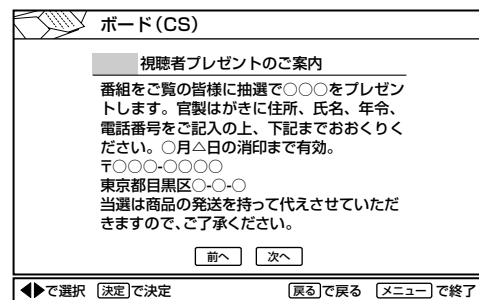 ボード(CS)
視聴者プレゼントのご案内
番組をご覧の皆様に抽選で○○○をプレゼン
トします。官製はがきに住所、氏名、年令、
電話番号をご記入の上、下記までおおくりく
ださい。○月△日の消印まで有効。
〒○○○-○○○○
東京都目黒区○-○-○
当選は商品の発送を持って代えさせていただ
きますので、ご了承ください。
前へ 次へ
で選択 決定で決定 戻るで戻る メニューで終了